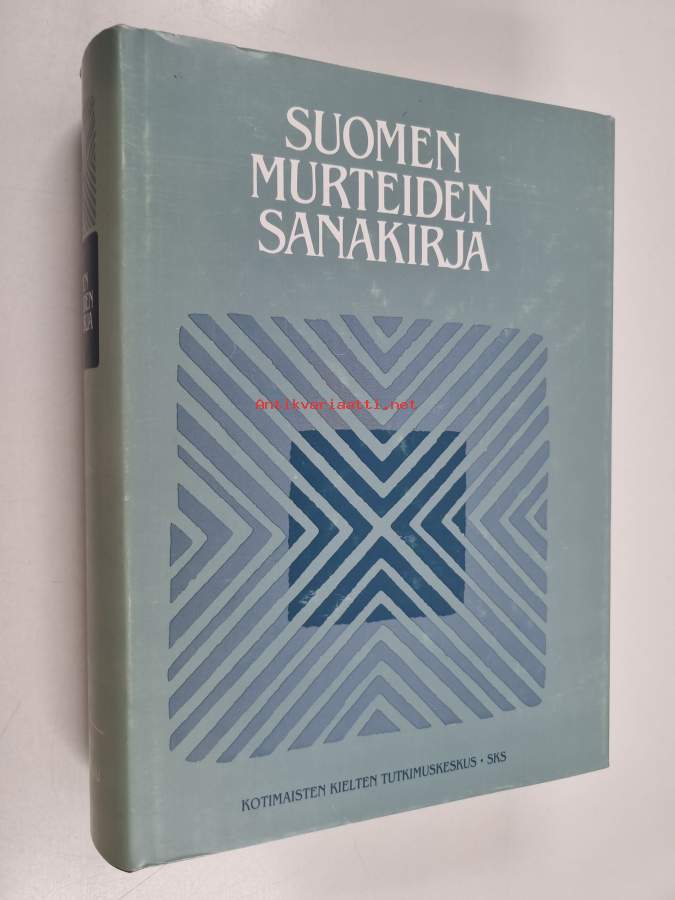 SUOMEN
MURTEIDEN
SANAKIRJA
Antikvariaatti.net
KOTIMAISTEN KIELTEN TUTKIMUSKESKUS • SKS